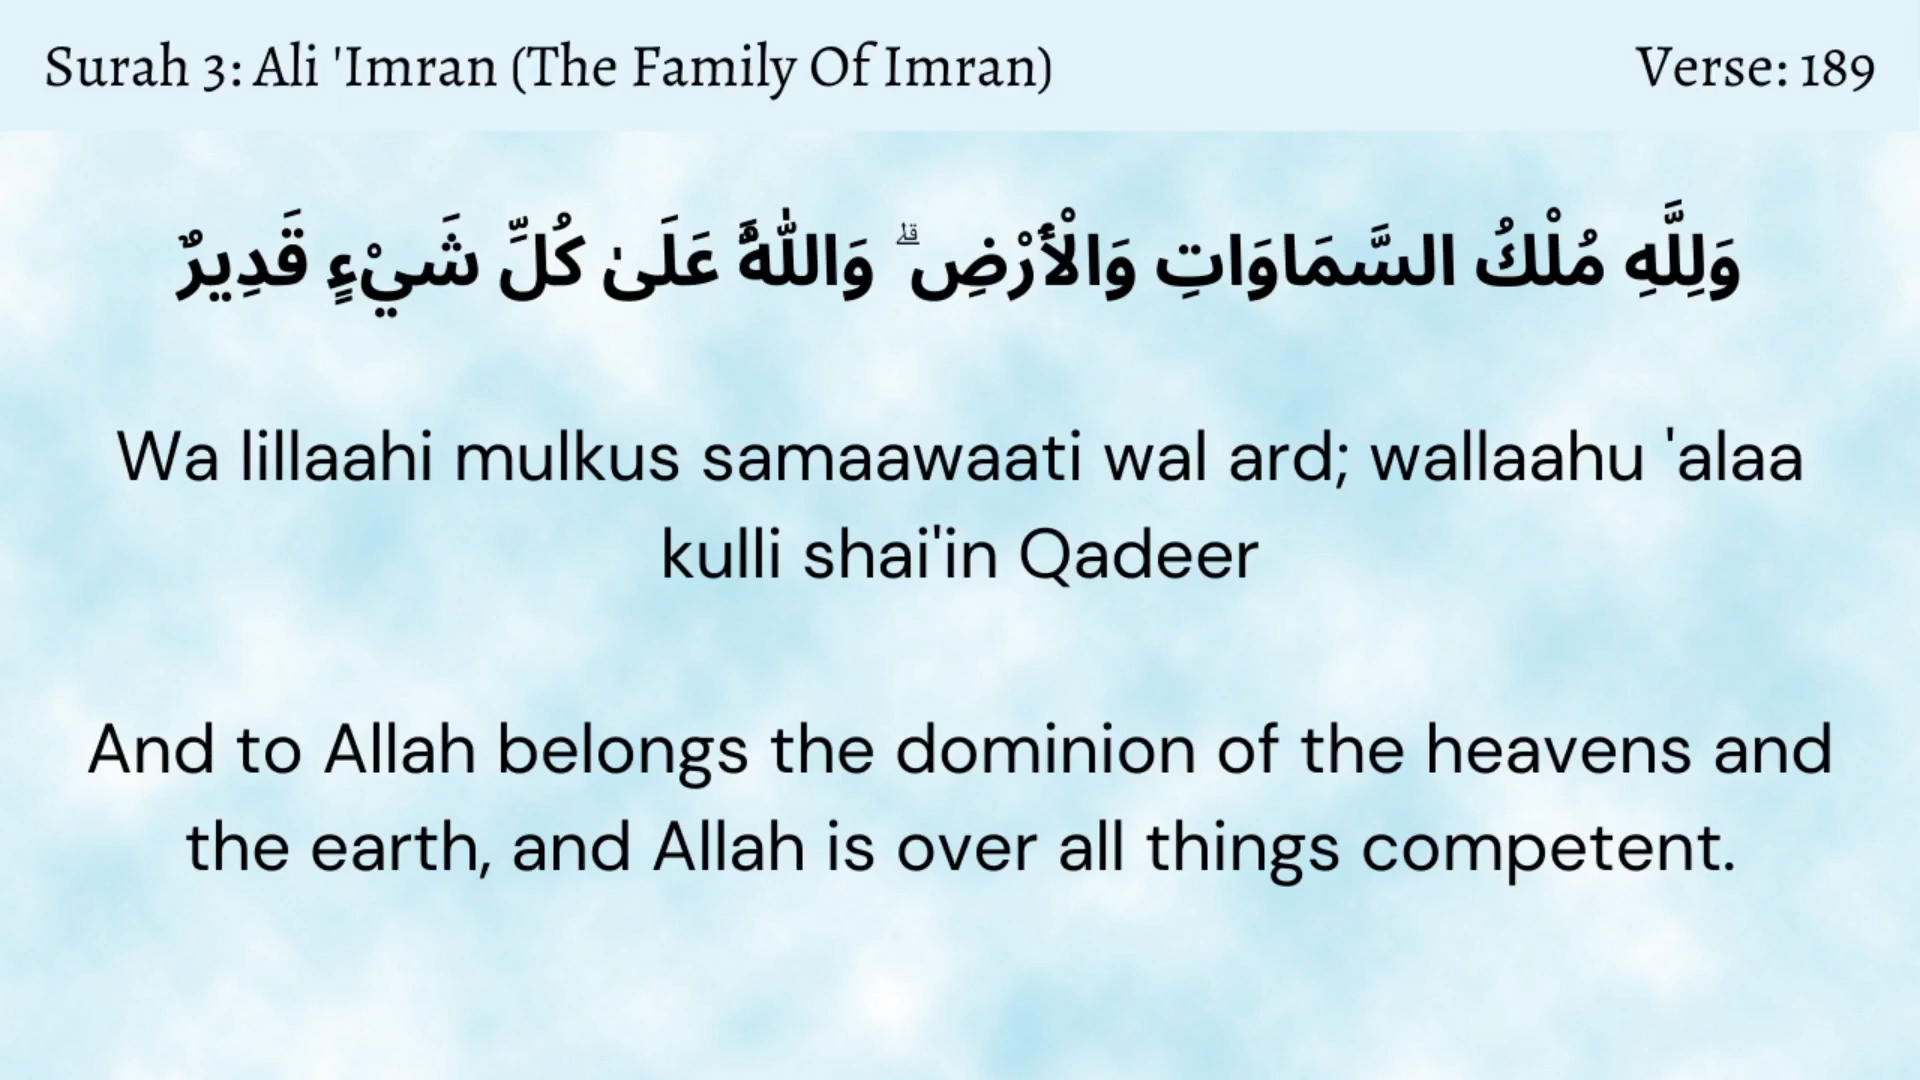 Surah 3: Ali 'Imran (The Family Of Imran)
Verse: 189
وَلِلَّهِ مُلْكُ السَّمَاوَاتِ وَالْأَرْضِ ۗ وَاللَّهُ عَلَىٰ كُلِّ شَيْءٍ قَدِيرٌ
Wa lillaahi mulkus samaawaati wal ard; wallaahu 'alaa
kulli shai'in Qadeer
And to Allah belongs the dominion of the heavens and
the earth, and Allah is over all things competent.